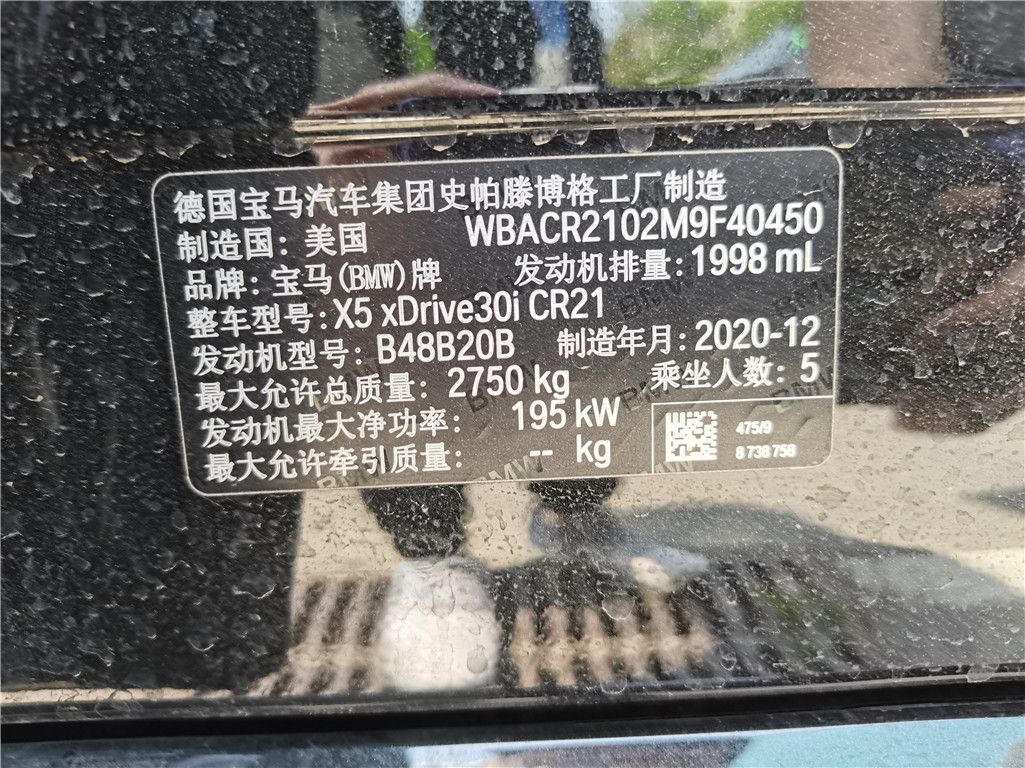 德国宝马汽车集团史帕滕博格工厂制造
制造国: 美国 WBACR2102M9F40450
品牌: 宝马(BMW)牌 发动机排量: 1998 mL
整车型号: X5 xDrive30i CR21
发动机型号: B48B20B 制造年月: 2020-12
最大允许总质量: 2750 kg 乘坐人数: 5
发动机最大净功率: 195 kW
最大允许牵引质量: -- kg
475/9
8 738 758